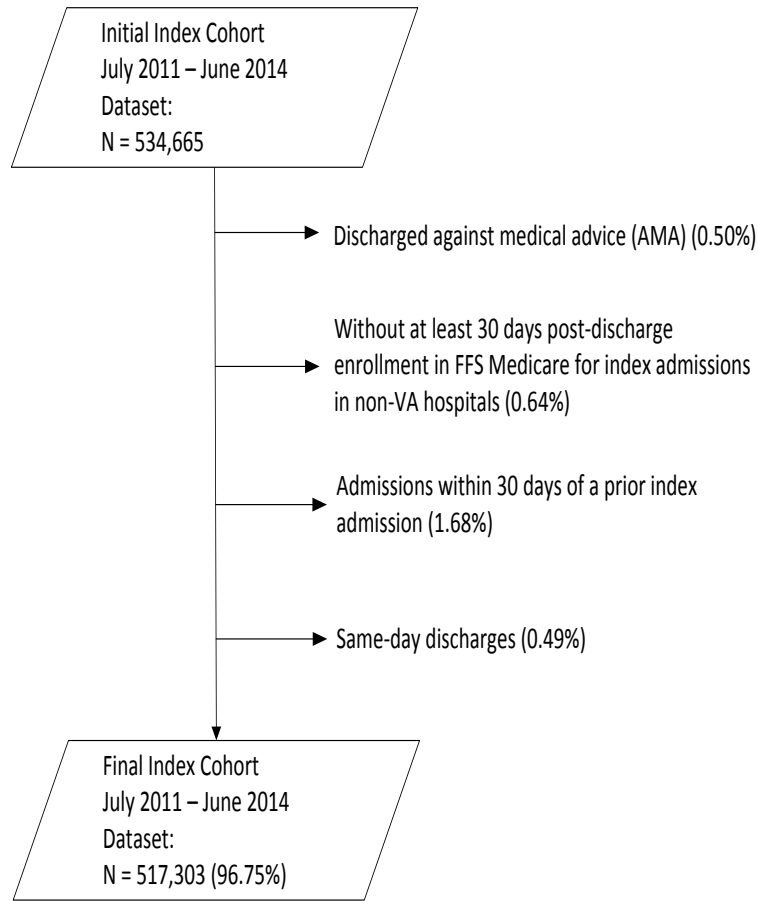 Initial Index Cohort
July 2011 – June 2014
Dataset:
N = 534,665
Discharged against medical advice (AMA) (0.50%)
Without at least 30 days post-discharge
enrollment in FFS Medicare for index admissions
in non-VA hospitals (0.64%)
Admissions within 30 days of a prior index
admission (1.68%)
Same-day discharges (0.49%)
Final Index Cohort
July 2011 – June 2014
Dataset:
N = 517,303 (96.75%)